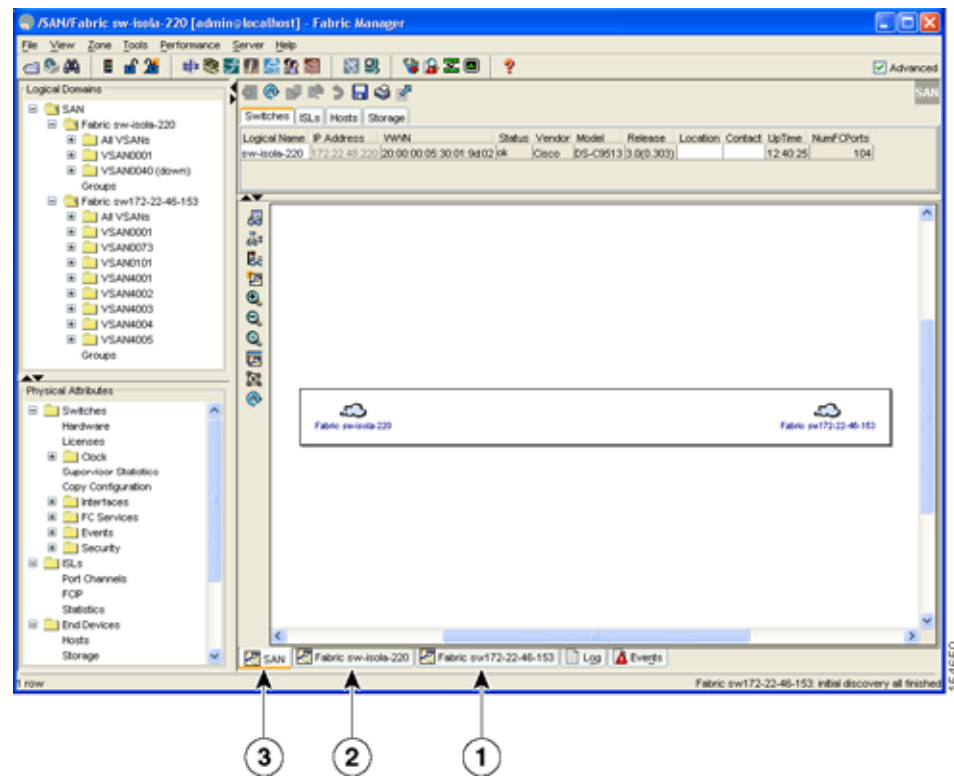 /SAN/Fabric sw-isola-220 [admin@localhost] - Fabric Manager
File View Zone Tools Performance Server Help
Advanced
Logical Domains
SAN
Fabric sw-isola-220
All VSANs
VSAN0001
VSAN0040 (down)
Groups
Fabric sw172-22-46-153
All VSANs
VSAN0001
VSAN0073
VSAN0101
VSAN4001
VSAN4002
VSAN4003
VSAN4004
VSAN4005
Groups
Physical Attributes
Switches
Hardware
Licenses
Clock
Supervisor Statistics
Copy Configuration
Interfaces
FC Services
Events
Security
ISLs
Port Channels
FCIP
Statistics
End Devices
Hosts
Storage
SAN
Switches ISLs Hosts Storage
Logical Name IP Address WWN Status Vendor Model Release Location Contact UpTime NumFCPorts
sw-isola-220 172.22.46.220 20:00:00:05:30:01:9d:02 ok Cisco DS-C9513 3.0(0.303) 12:40:25 104
Fabric sw-isola-220 Fabric sw172-22-46-153
SAN Fabric sw-isola-220 Fabric sw172-22-46-153 Log Events
1 row Fabric sw172-22-46-153: initial discovery all finished
154659
3 2 1